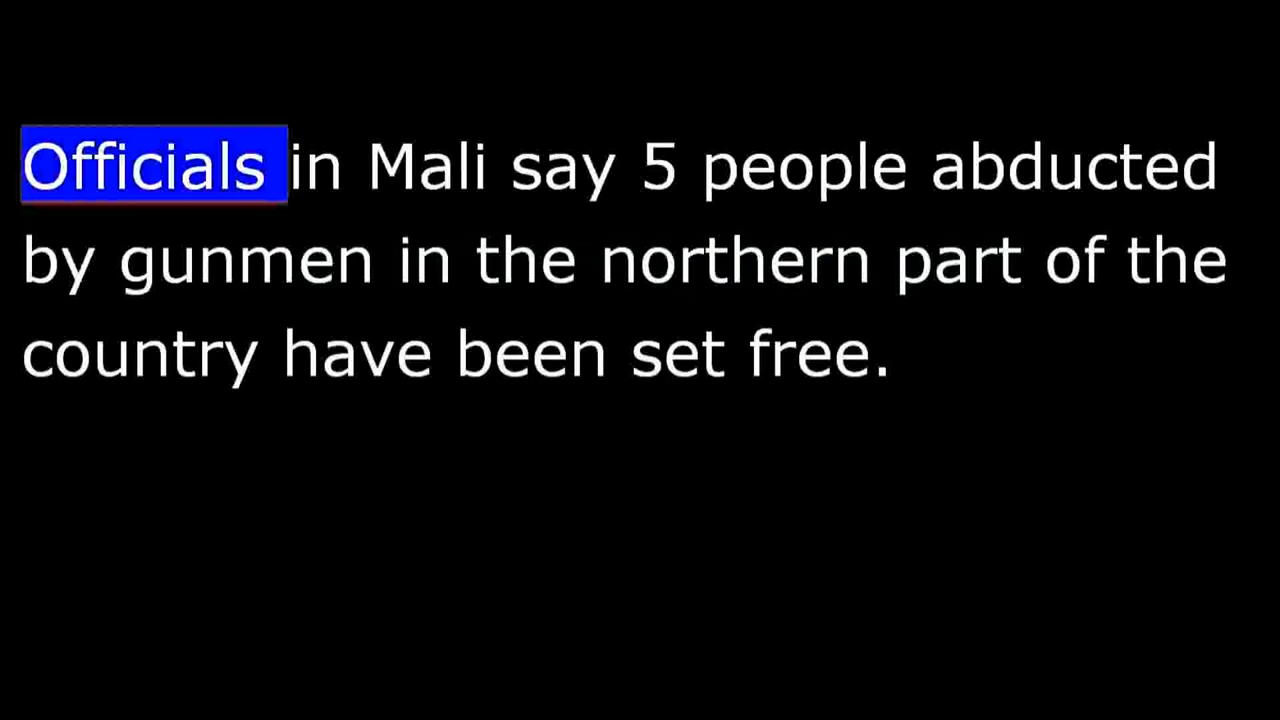 Officials in Mali say 5 people abducted
by gunmen in the northern part of the
country have been set free.